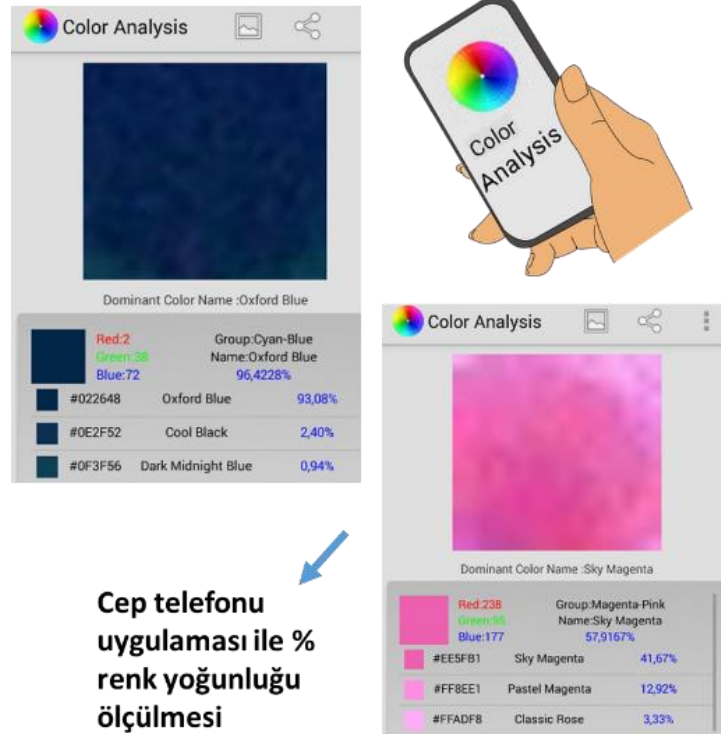 Color Analysis
Dominant Color Name :Oxford Blue
Red:2 Group:Cyan-Blue
Green:38 Name:Oxford Blue
Blue:72 96,4228%
#022648 Oxford Blue 93,08%
#0E2F52 Cool Black 2,40%
#0F3F56 Dark Midnight Blue 0,94%
Color
Analysis
Color Analysis
Dominant Color Name :Sky Magenta
Red:238 Group:Magenta-Pink
Green:95 Name:Sky Magenta
Blue:177 57,9167%
#EE5FB1 Sky Magenta 41,67%
#FF8EE1 Pastel Magenta 12,92%
#FFADF8 Classic Rose 3,33%
Cep telefonu
uygulaması ile %
renk yoğunluğu
ölçülmesi